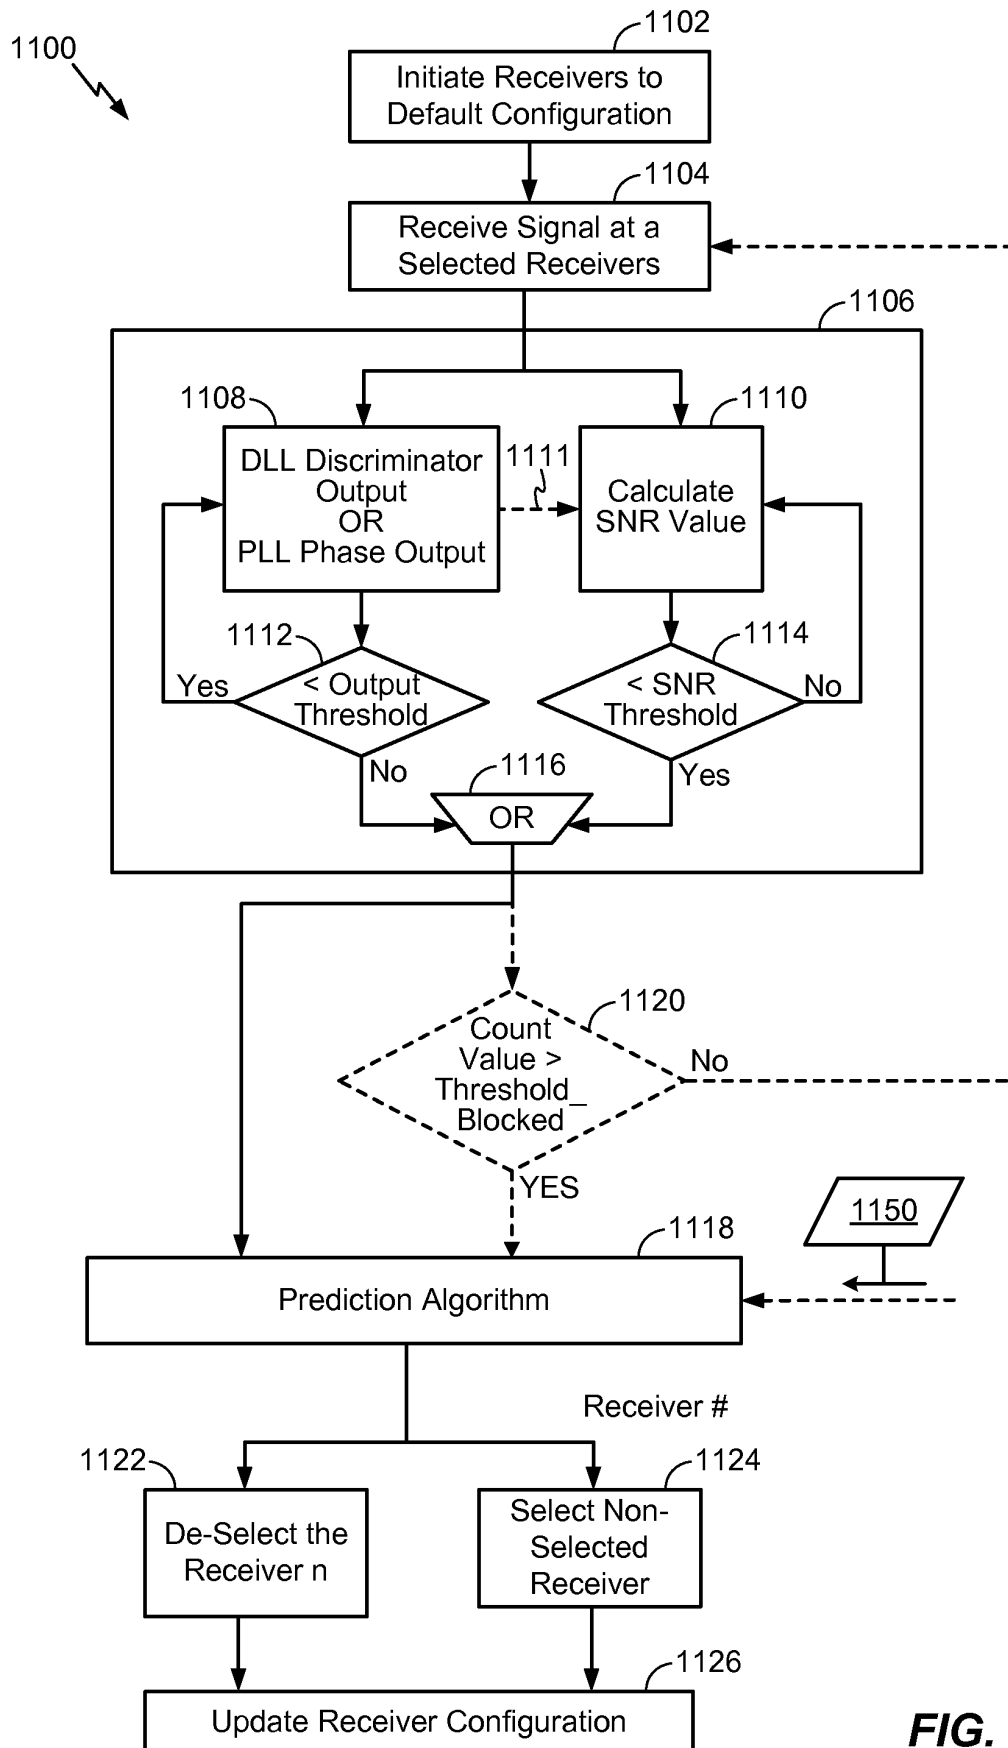 1100
1102
Initiate Receivers to
Default Configuration
1104
Receive Signal at a
Selected Receivers
1106
1108
1110
DLL Discriminator
Output
OR
PLL Phase Output
1111
Calculate
SNR Value
1112
1114
< Output
Threshold
Yes
< SNR
Threshold
No
No
1116
Yes
OR
1120
Count
Value >
Threshold_
Blocked
No
YES
1150
1118
Prediction Algorithm
Receiver #
1122
1124
De-Select the
Receiver n
Select Non-
Selected
Receiver
1126
Update Receiver Configuration
FIG.